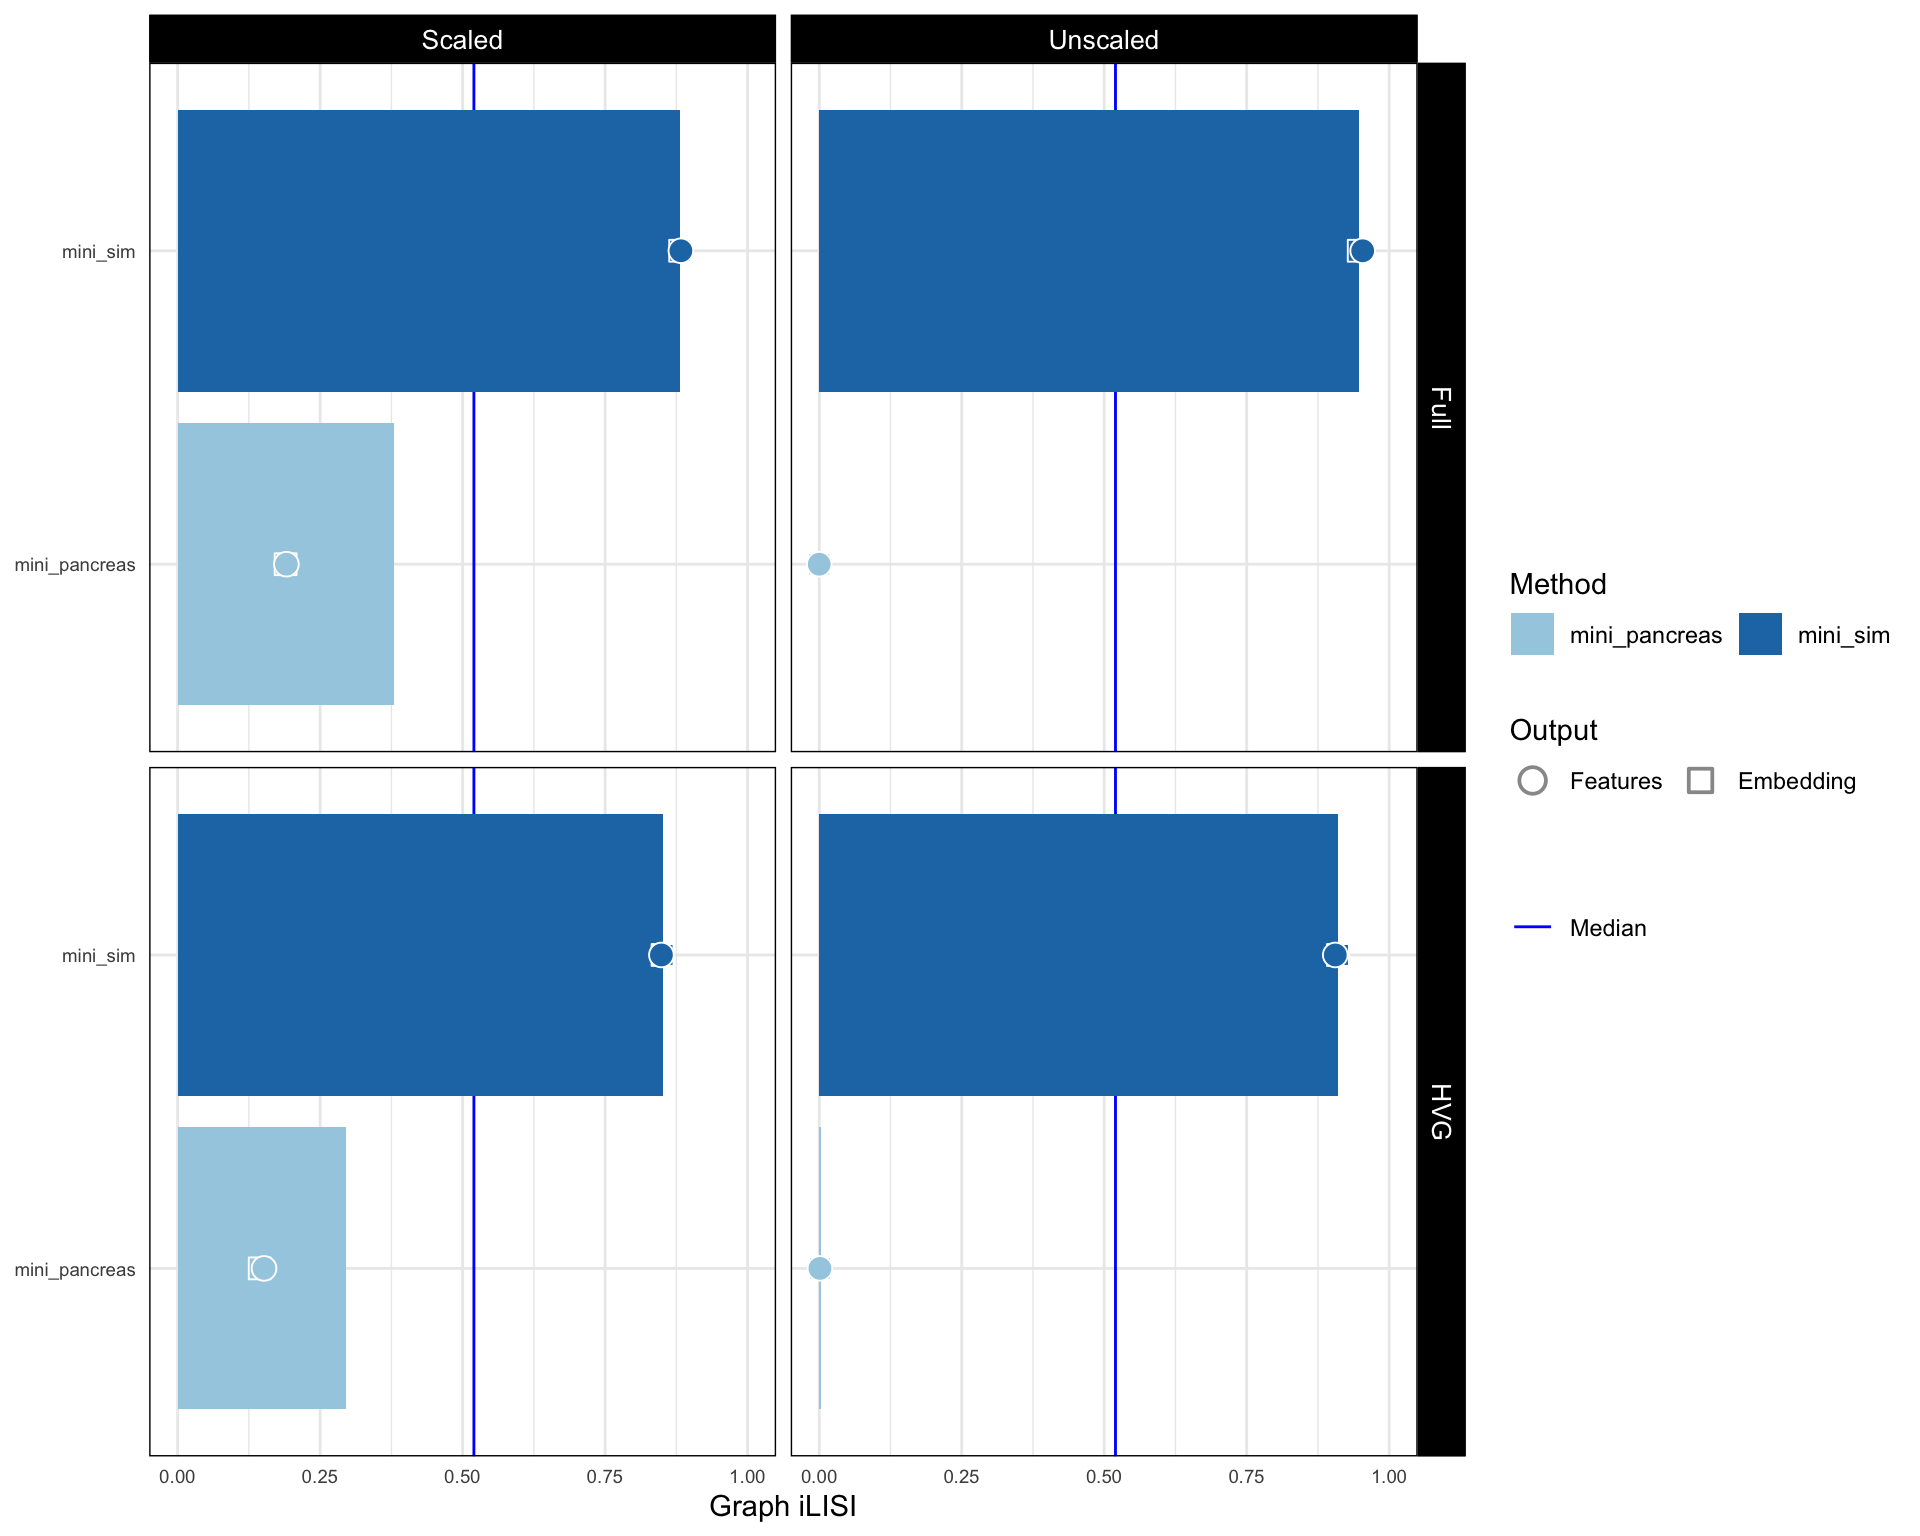 Scaled
Unscaled
Full
mini_sim
mini_pancreas
HVG
mini_sim
mini_pancreas
0.00 0.25 0.50 0.75 1.00
0.00 0.25 0.50 0.75 1.00
Graph iLISI
Method
mini_pancreas mini_sim
Output
Features Embedding
Median